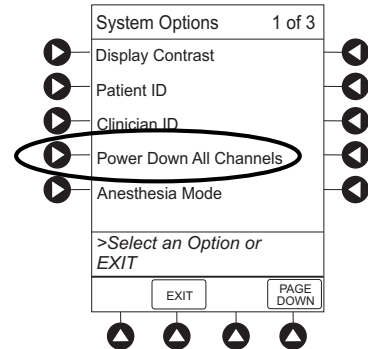 System Options 1 of 3
Display Contrast
Patient ID
Clinician ID
Power Down All Channels
Anesthesia Mode
>Select an Option or
EXIT
EXIT PAGE
DOWN